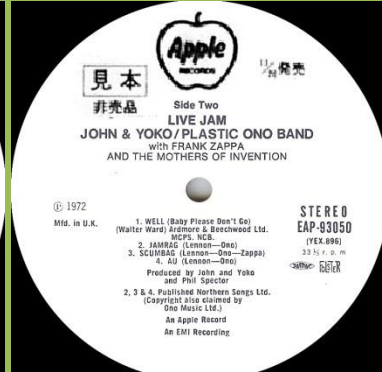 Apple
RECORDS
見本
非売品
11/20発売
Side Two
LIVE JAM
JOHN & YOKO/PLASTIC ONO BAND
with FRANK ZAPPA
AND THE MOTHERS OF INVENTION
Ⓟ 1972
Mfd. in U.K.
STEREO
EAP-93050
(YEX.896)
33⅓ r. p. m
1. WELL (Baby Please Don't Go)
(Walter Ward) Ardmore & Beechwood Ltd.
MCPS. NCB.
2. JAMRAG (Lennon—Ono)
3. SCUMBAG (Lennon—Ono—Zappa)
4. AU (Lennon—Ono)
Produced by John and Yoko
and Phil Spector
2, 3 & 4. Published Northern Songs Ltd.
(Copyright also claimed by
Ono Music Ltd.)
An Apple Record
An EMI Recording